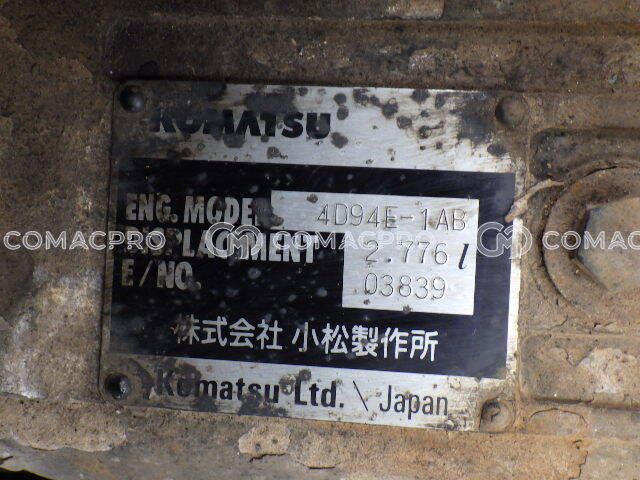 KOMATSU
ENG. MODEL 4D94E-1AB
DISPLACEMENT 2.776 l
E/NO. 03839
株式会社 小松製作所
Komatsu Ltd. \ Japan
COMACPRO COMACPRO COMACPRO